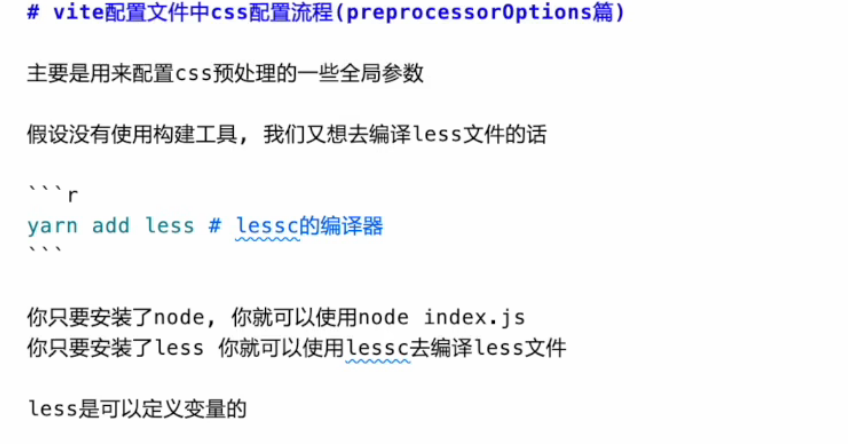 # vite配置文件中css配置流程(preprocessorOptions篇)
主要是用来配置css预处理的一些全局参数
假设没有使用构建工具, 我们又想去编译less文件的话
```r
yarn add less # lessc的编译器
```
你只要安装了node, 你就可以使用node index.js
你只要安装了less 你就可以使用lessc去编译less文件
less是可以定义变量的